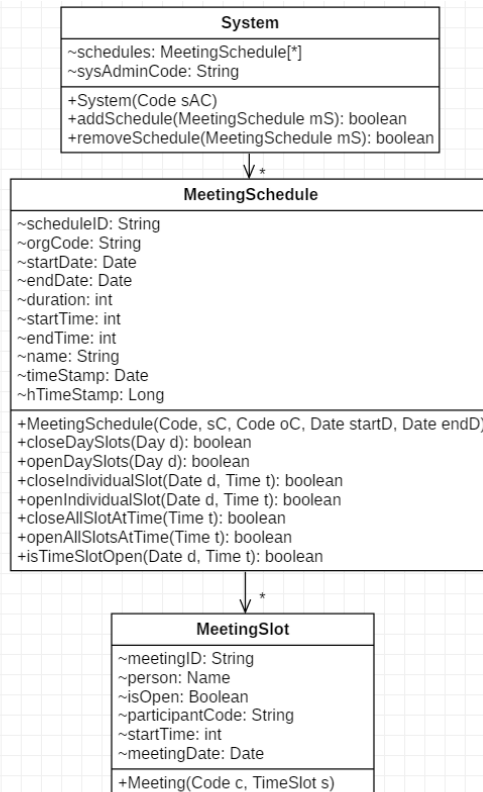 System
~schedules: MeetingSchedule[*]
~sysAdminCode: String
+System(Code sAC)
+addSchedule(MeetingSchedule mS): boolean
+removeSchedule(MeetingSchedule mS): boolean
*
MeetingSchedule
~scheduleID: String
~orgCode: String
~startDate: Date
~endDate: Date
~duration: int
~startTime: int
~endTime: int
~name: String
~timeStamp: Date
~hTimeStamp: Long
+MeetingSchedule(Code, sC, Code oC, Date startD, Date endD)
+closeDaySlots(Day d): boolean
+openDaySlots(Day d): boolean
+closeIndividualSlot(Date d, Time t): boolean
+openIndividualSlot(Date d, Time t): boolean
+closeAllSlotAtTime(Time t): boolean
+openAllSlotsAtTime(Time t): boolean
+isTimeSlotOpen(Date d, Time t): boolean
*
MeetingSlot
~meetingID: String
~person: Name
~isOpen: Boolean
~participantCode: String
~startTime: int
~meetingDate: Date
+Meeting(Code c, TimeSlot s)